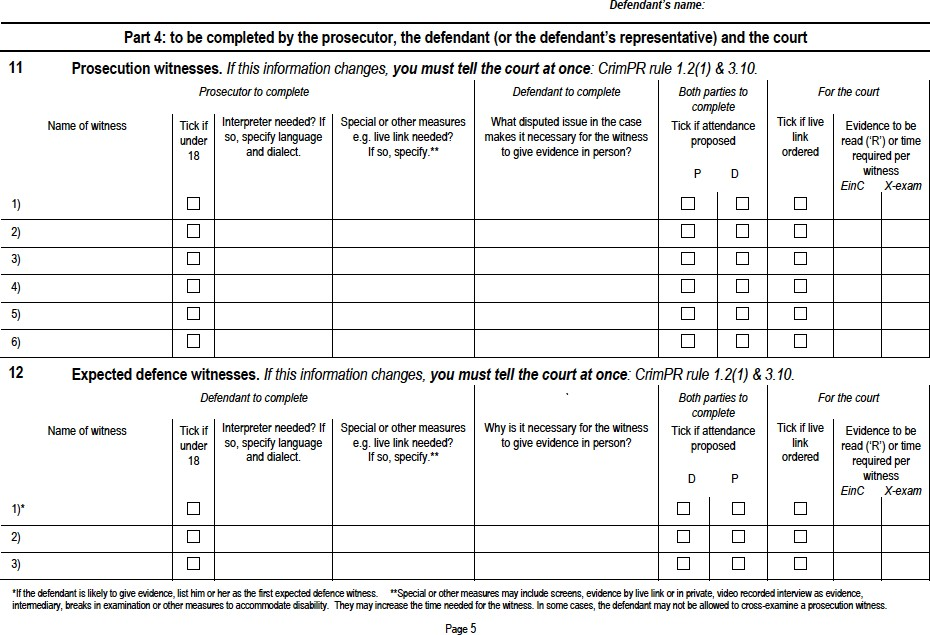 Defendant's name:
Part 4: to be completed by the prosecutor, the defendant (or the defendant's representative) and the court
11 Prosecution witnesses. If this information changes, you must tell the court at once: CrimPR rule 1.2(1) & 3.10.
Prosecutor to complete
Defendant to complete
Both parties to
complete
For the court
Name of witness
Tick if
under
18
Interpreter needed? If
so, specify language
and dialect.
Special or other measures
e.g. live link needed?
If so, specify.**
What disputed issue in the case
makes it necessary for the witness
to give evidence in person?
Tick if attendance
proposed
P D
Tick if live
link
ordered
Evidence to be
read ('R') or time
required per
witness
EinC X-exam
1)
2)
3)
4)
5)
6)
12 Expected defence witnesses. If this information changes, you must tell the court at once: CrimPR rule 1.2(1) & 3.10.
Defendant to complete
Both parties to
complete
For the court
Name of witness
Tick if
under
18
Interpreter needed? If
so, specify language
and dialect.
Special or other measures
e.g. live link needed?
If so, specify.**
Why is it necessary for the witness
to give evidence in person?
Tick if attendance
proposed
D P
Tick if live
link
ordered
Evidence to be
read ('R') or time
required per
witness
EinC X-exam
1)*
2)
3)
*If the defendant is likely to give evidence, list him or her as the first expected defence witness. **Special or other measures may include screens, evidence by live link or in private, video recorded interview as evidence,
intermediary, breaks in examination or other measures to accommodate disability. They may increase the time needed for the witness. In some cases, the defendant may not be allowed to cross-examine a prosecution witness.
Page 5